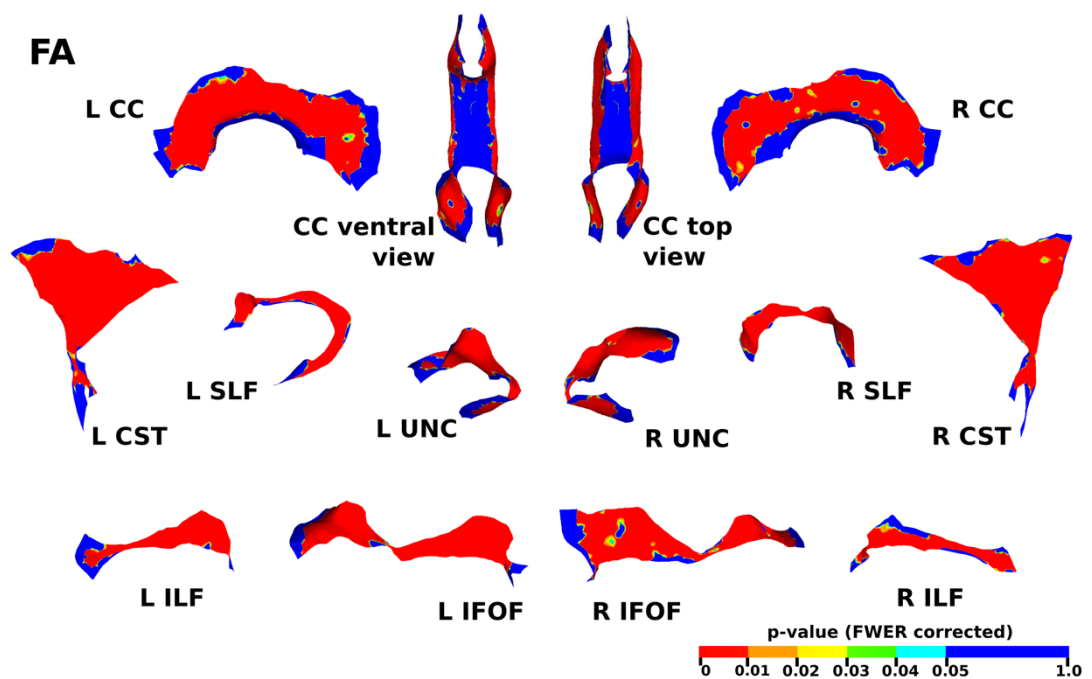 FA
L CC
R CC
CC ventral
view
CC top
view
L SLF
R SLF
L CST
L UNC
R UNC
R CST
L ILF
L IFOF
R IFOF
R ILF
p-value (FWER corrected)
0 0.01 0.02 0.03 0.04 0.05 1.0